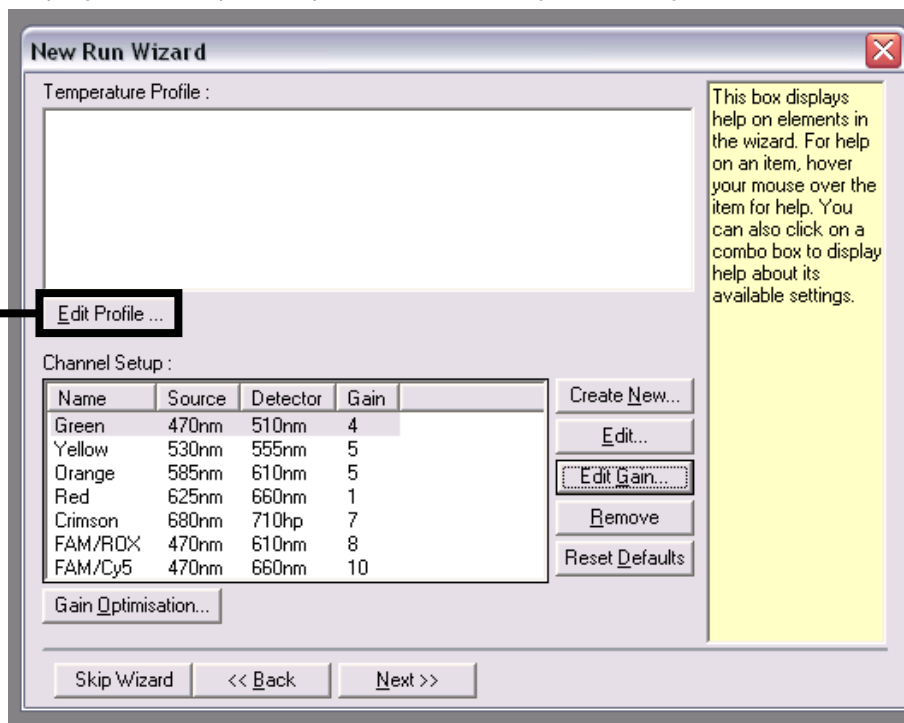 New Run Wizard
Temperature Profile :
This box displays
help on elements in
the wizard. For help
on an item, hover
your mouse over the
item for help. You
can also click on a
combo box to display
help about its
available settings.
Edit Profile ...
Channel Setup :
Name Source Detector Gain
Green 470nm 510nm 4
Yellow 530nm 555nm 5
Orange 585nm 610nm 5
Red 625nm 660nm 1
Crimson 680nm 710hp 7
FAM/ROX 470nm 610nm 8
FAM/Cy5 470nm 660nm 10
Create New...
Edit...
Edit Gain...
Remove
Reset Defaults
Gain Optimisation...
Skip Wizard << Back Next >>